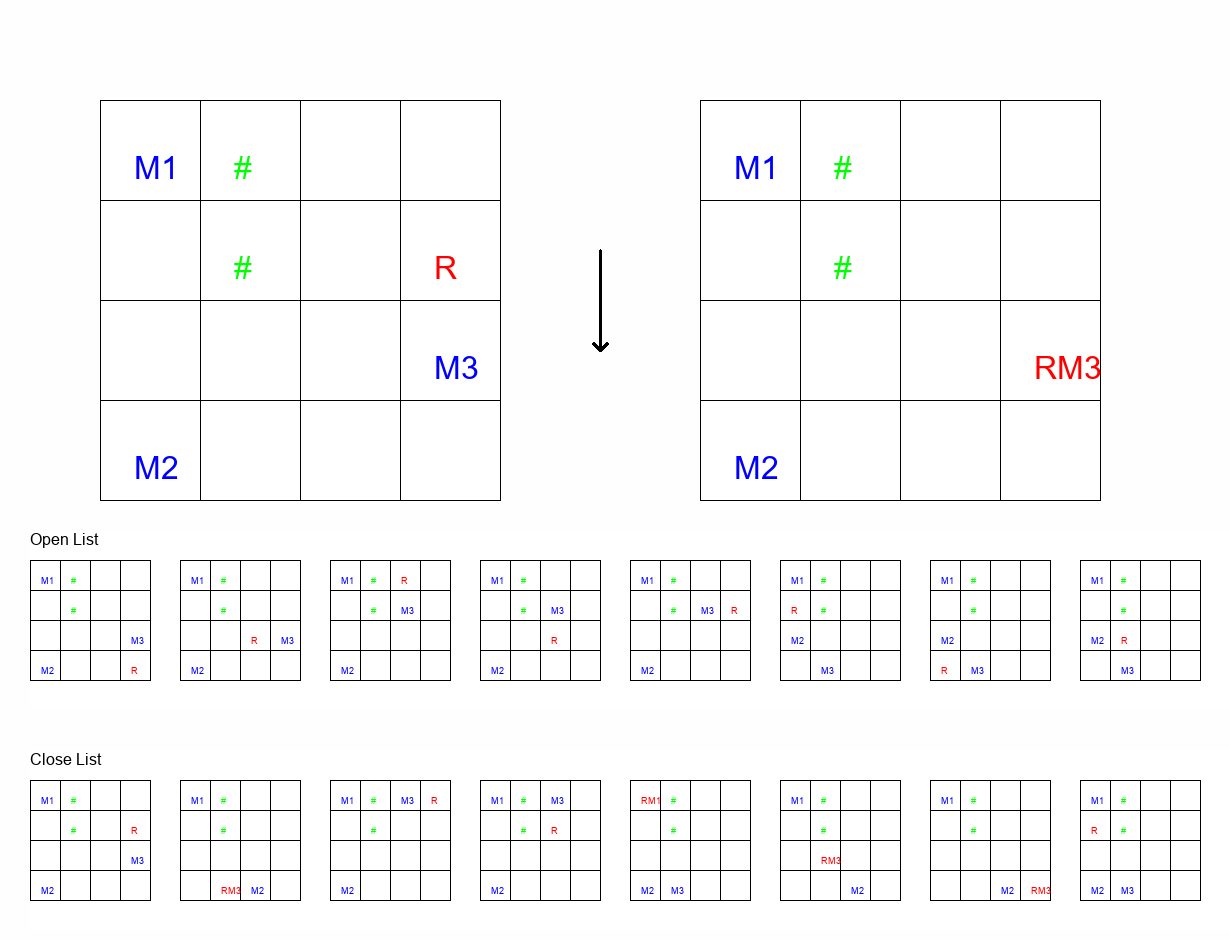 M1 # M1 #
# R #
M3 RM3
M2 M2
Open List
M1 # M1 # M1 # R M1 # M1 # M1 # M1 # M1 #
# # # M3 # M3 # M3 R R # # #
M3 R M3 R M2 M2 M2 R
M2 R M2 M2 M2 M2 M3 R M3 M3
Close List
M1 # M1 # M1 # M3 R M1 # M3 RM1 # M1 # M1 # M1 #
# R # # # R # # # R #
M3 RM3
M2 RM3 M2 M2 M2 M2 M3 M2 M2 RM3 M2 M3